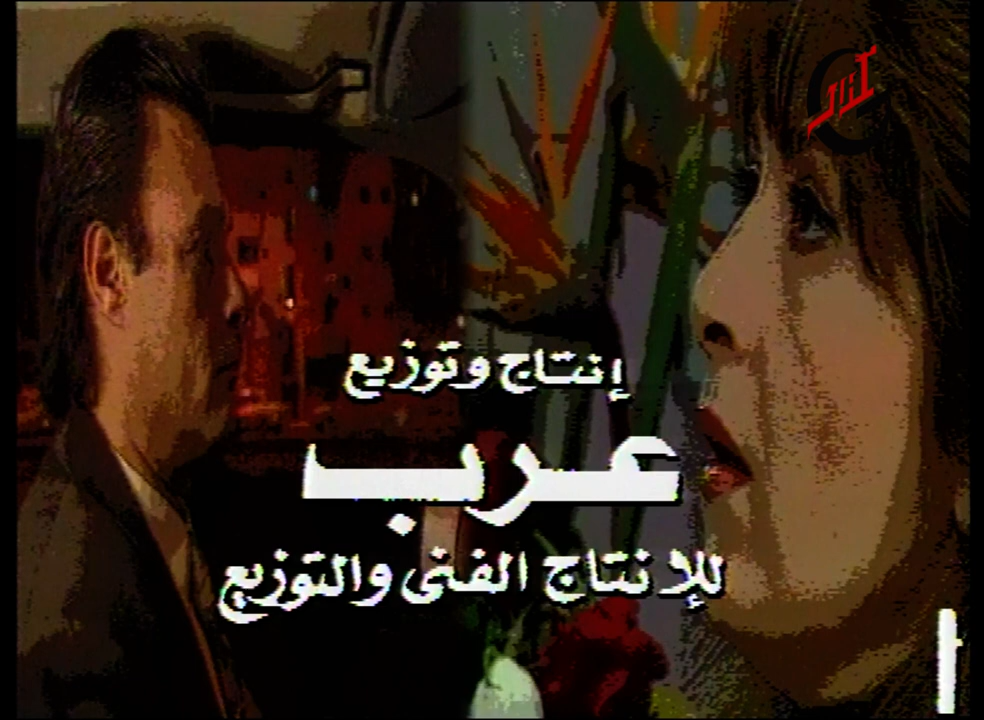 إنتاج وتوزيع
عرب
للإنتاج الفنى والتوزيع